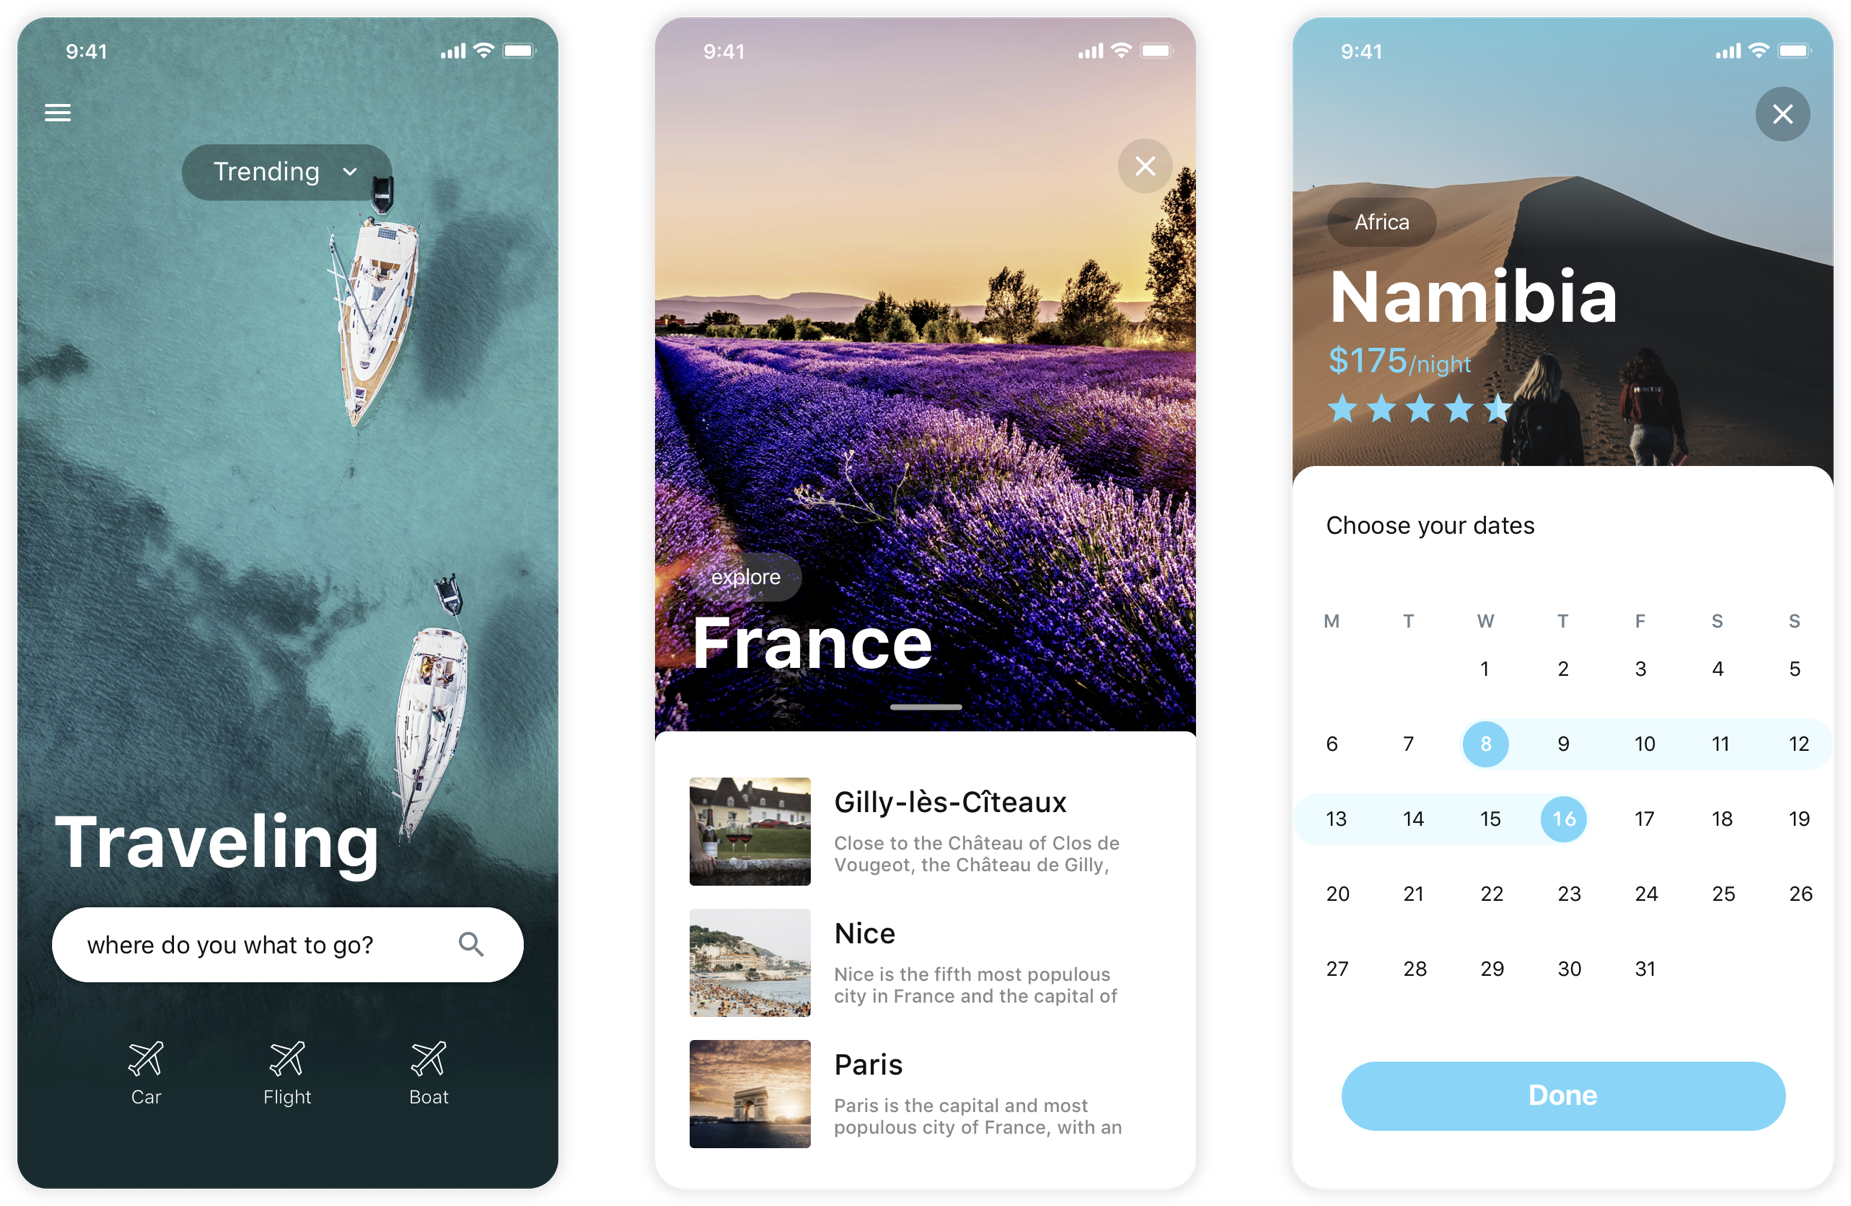 9:41
Trending
Traveling
where do you what to go?
Car Flight Boat
9:41
explore
France
Gilly-lès-Cîteaux
Close to the Château of Clos de
Vougeot, the Château de Gilly,
Nice
Nice is the fifth most populous
city in France and the capital of
Paris
Paris is the capital and most
populous city of France, with an
9:41
Africa
Namibia
$175/night
Choose your dates
M T W T F S S
1 2 3 4 5
6 7 8 9 10 11 12
13 14 15 16 17 18 19
20 21 22 23 24 25 26
27 28 29 30 31
Done